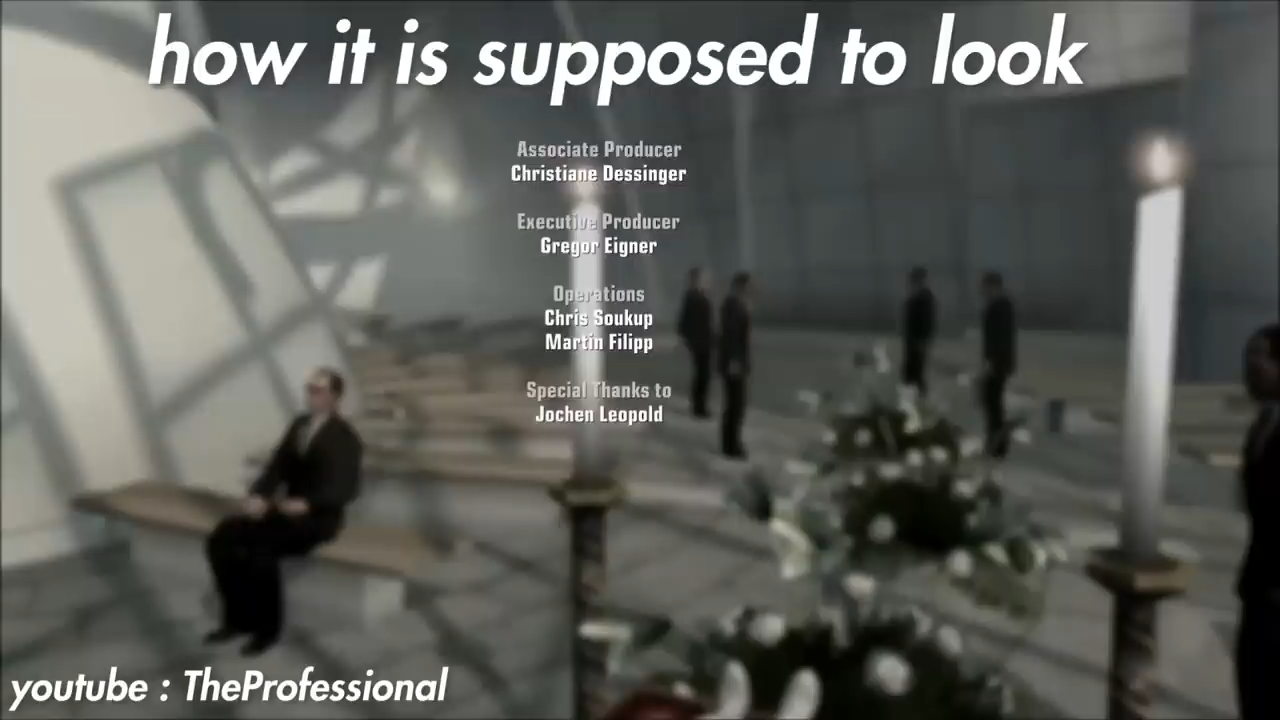 how it is supposed to look
Associate Producer
Christiane Dessinger
Executive Producer
Gregor Eigner
Operations
Chris Soukup
Martin Filipp
Special Thanks to
Jochen Leopold
youtube : TheProfessional